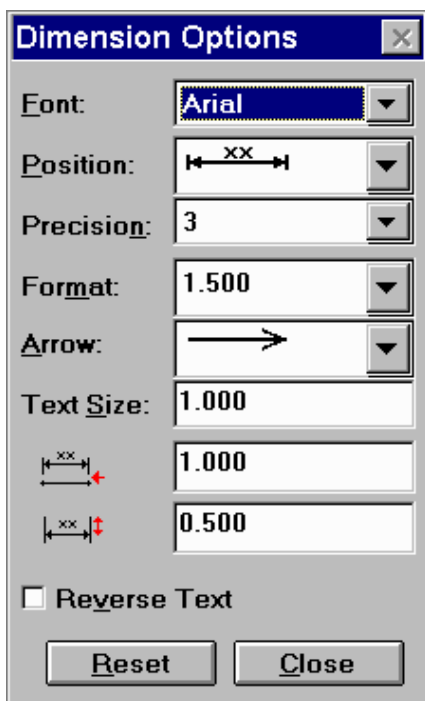 Dimension Options
Font: Arial
Position: xx
Precision: 3
Format: 1.500
Arrow:
Text Size: 1.000
xx 1.000
xx 0.500
Reverse Text
Reset Close